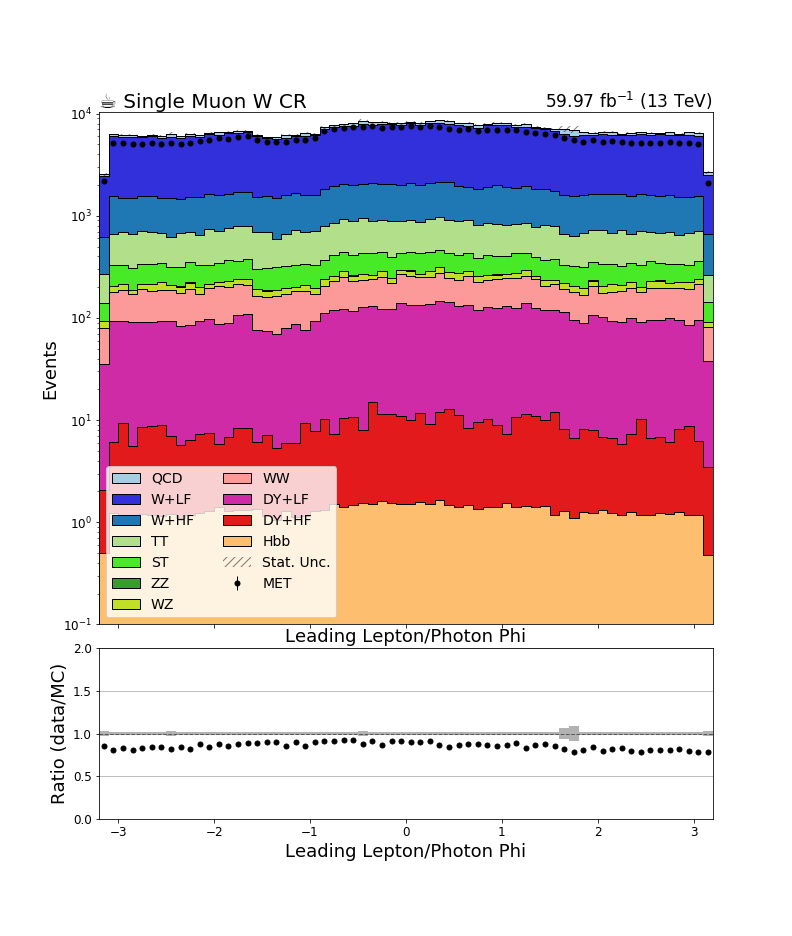 ☕ Single Muon W CR
59.97 fb⁻¹ (13 TeV)
10⁴
10³
10²
10¹
10⁰
10⁻¹
Events
QCD
W+LF
W+HF
TT
ST
ZZ
WZ
WW
DY+LF
DY+HF
Hbb
Stat. Unc.
MET
Leading Lepton/Photon Phi
2.0
1.5
1.0
0.5
0.0
Ratio (data/MC)
−3 −2 −1 0 1 2 3
Leading Lepton/Photon Phi